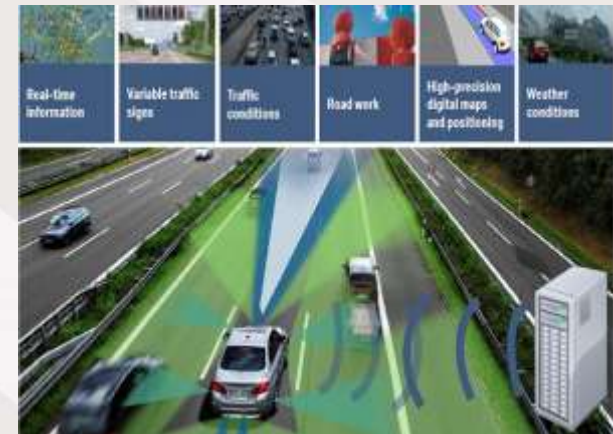 Real-time
information
Variable traffic
signs
Traffic
conditions
Road work
High-precision
digital maps
and positioning
Weather
conditions